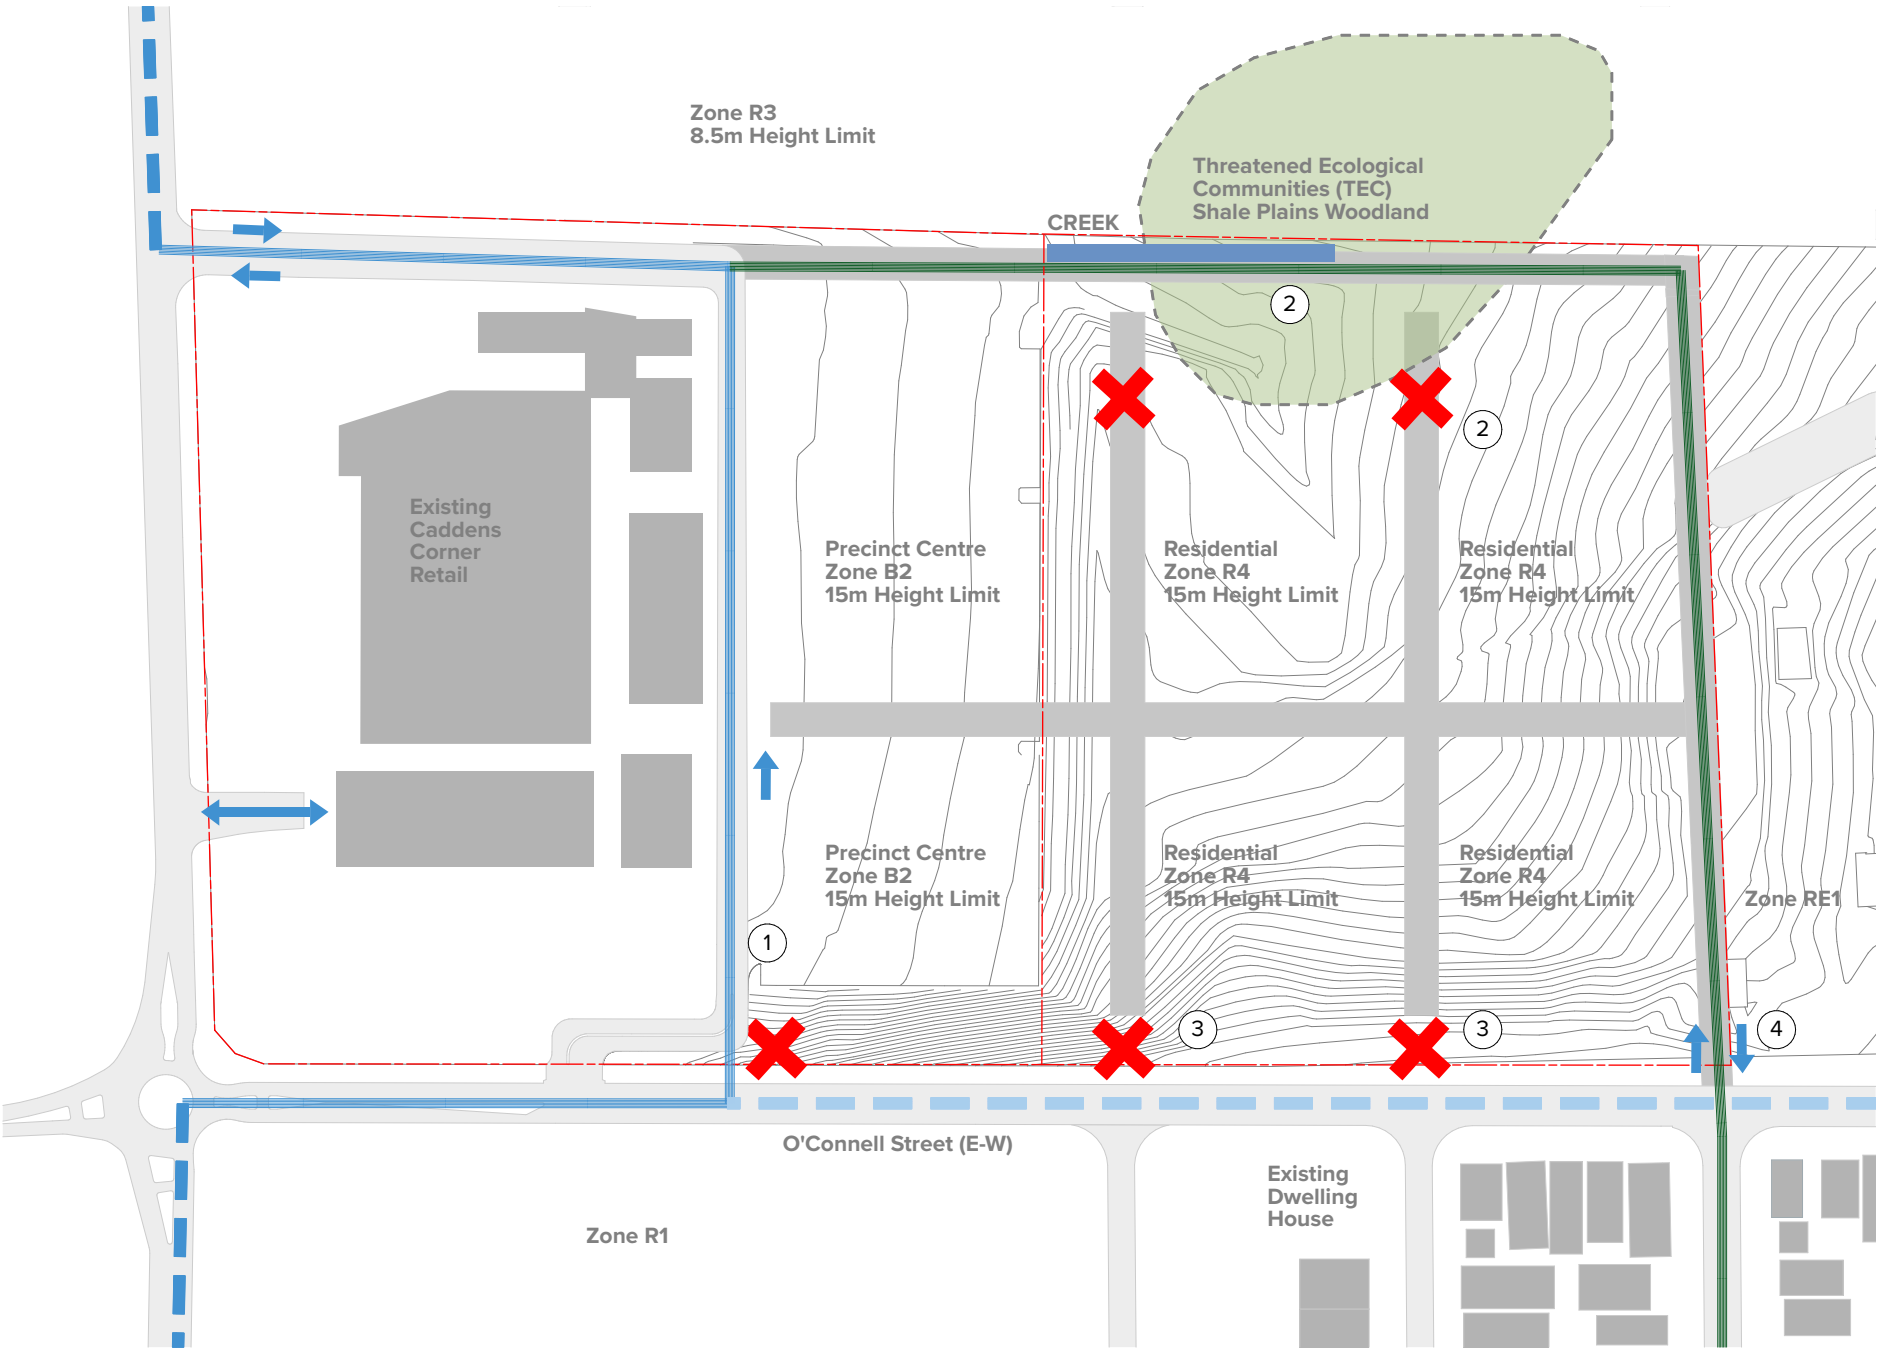 Zone R3
8.5m Height Limit
Threatened Ecological
Communities (TEC)
Shale Plains Woodland
CREEK
2
2
Existing
Caddens
Corner
Retail
Precinct Centre
Zone B2
15m Height Limit
Residential
Zone R4
15m Height Limit
Residential
Zone R4
15m Height Limit
Precinct Centre
Zone B2
15m Height Limit
Residential
Zone R4
15m Height Limit
Residential
Zone R4
15m Height Limit
Zone RE1
1
3
3
4
O'Connell Street (E-W)
Existing
Dwelling
House
Zone R1